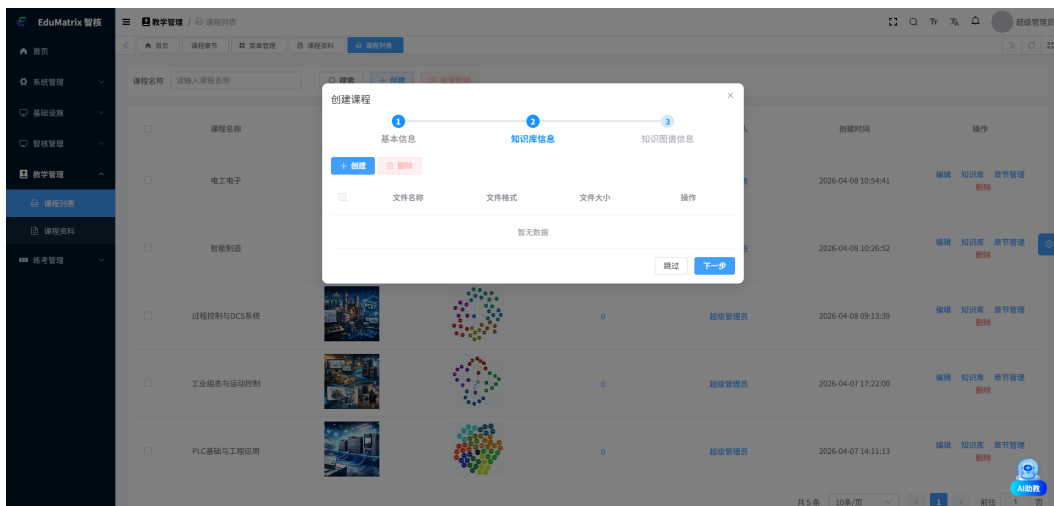 EduMatrix 智核
教学管理 / 课程列表
超级管理员
首页
课程章节
菜单管理
课程资料
课程列表
首页
系统管理
基础设施
智核管理
教学管理
课程列表
课程资料
练考管理
课程名称 请输入课程名称 搜索 + 创建 批量删除
课程名称 创建时间 操作
创建课程
1 2 3
基本信息 知识库信息 知识图谱信息
+ 创建 删除
文件名称 文件格式 文件大小 操作
暂无数据
跳过 下一步
电工电子 2026-04-08 10:54:41 编辑 知识库 章节管理
删除
智能制造 2026-04-08 10:26:52 编辑 知识库 章节管理
删除
过程控制与DCS系统 0 超级管理员 2026-04-08 09:13:39 编辑 知识库 章节管理
删除
工业组态与运动控制 0 超级管理员 2026-04-07 17:22:00 编辑 知识库 章节管理
删除
PLC基础与工程应用 0 超级管理员 2026-04-07 14:11:13 编辑 知识库 章节管理
删除
AI助教
共 5 条 10条/页 1 前往 1 页